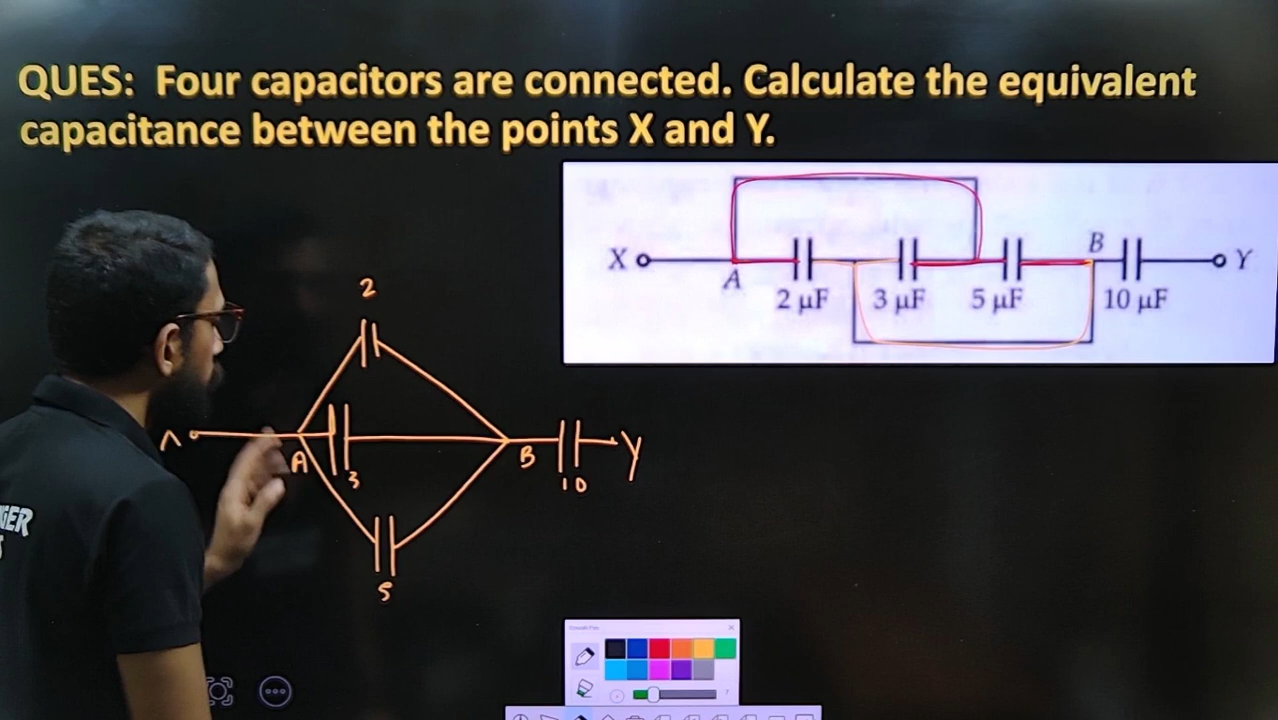 QUES: Four capacitors are connected. Calculate the equivalent
capacitance between the points X and Y.
X
A
B
Y
2 μF
3 μF
5 μF
10 μF
2
A
3
B
10
Y
5